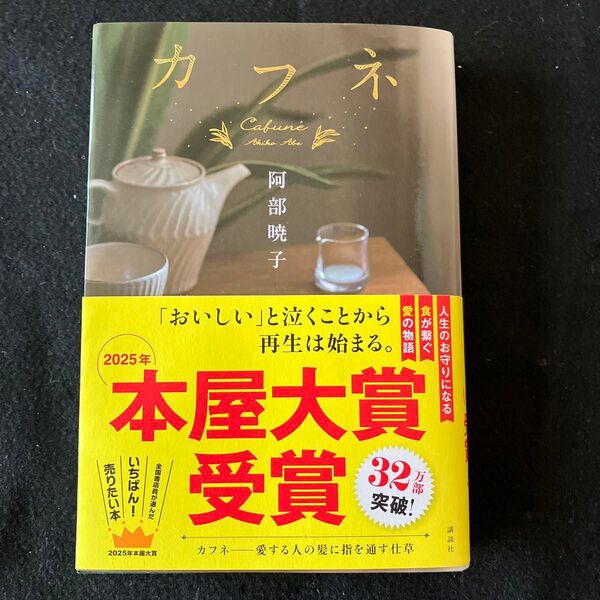 カフネ
Cafuné
Akiko Abe
阿部暁子
「おいしい」と泣くことから
再生は始まる。
人生のお守りになる
食が繋ぐ
愛の物語
2025年
本屋大賞
受賞
32万部
突破!
全国書店員が選んだ
いちばん!
売りたい本
2025年本屋大賞
カフネ——愛する人の髪に指を通す仕草
講談社